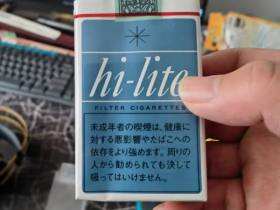 hi-lite
FILTER CIGARETTES
未成年者の喫煙は、健康に
対する悪影響やたばこへの
依存をより強めます。周りの
人から勧められても決して
吸ってはいけません。